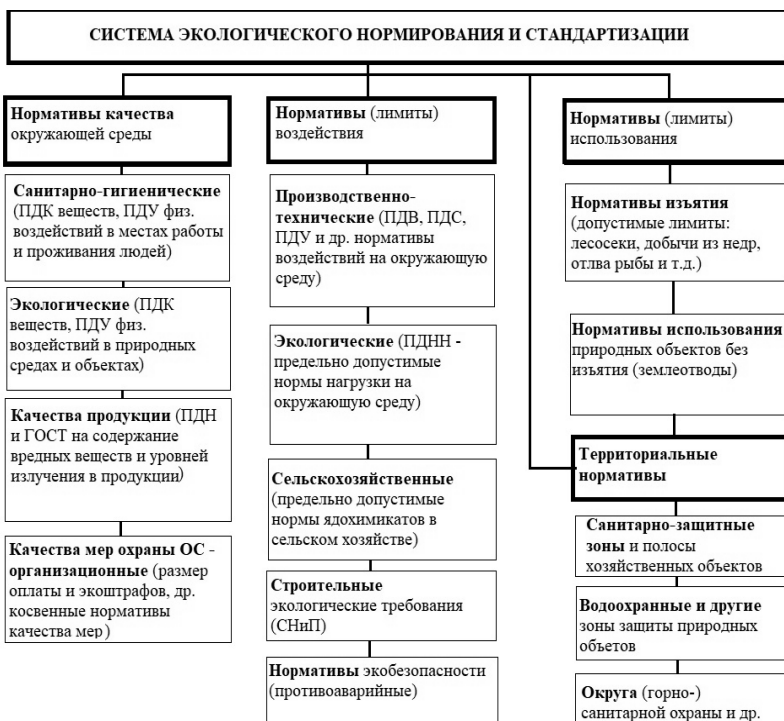 СИСТЕМА ЭКОЛОГИЧЕСКОГО НОРМИРОВАНИЯ И СТАНДАРТИЗАЦИИ
Нормативы качества
окружающей среды
Санитарно-гигиенические
(ПДК веществ, ПДУ физ.
воздействий в местах работы
и проживания людей)
Экологические (ПДК
веществ, ПДУ физ.
воздействий в природных
средах и объектах)
Качества продукции (ПДН
и ГОСТ на содержание
вредных веществ и уровней
излучения в продукции)
Качества мер охраны ОС -
организационные (размер
оплаты и экоштрафов, др.
косвенные нормативы
качества мер)
Нормативы (лимиты)
воздействия
Производственно-
технические (ПДВ, ПДС,
ПДУ и др. нормативы
воздействий на окружающую
среду)
Экологические (ПДНН -
предельно допустимые
нормы нагрузки на
окружающую среду)
Сельскохозяйственные
(предельно допустимые
нормы ядохимикатов в
сельском хозяйстве)
Строительные
экологические требования
(СНиП)
Нормативы экобезопасности
(противоаварийные)
Нормативы (лимиты)
использования
Нормативы изъятия
(допустимые лимиты:
лесосеки, добычи из недр,
отлва рыбы и т.д.)
Нормативы использования
природных объектов без
изъятия (землеотводы)
Территориальные
нормативы
Санитарно-защитные
зоны и полосы
хозяйственных объектов
Водоохранные и другие
зоны защиты природных
объетов
Округа (горно-)
санитарной охраны и др.